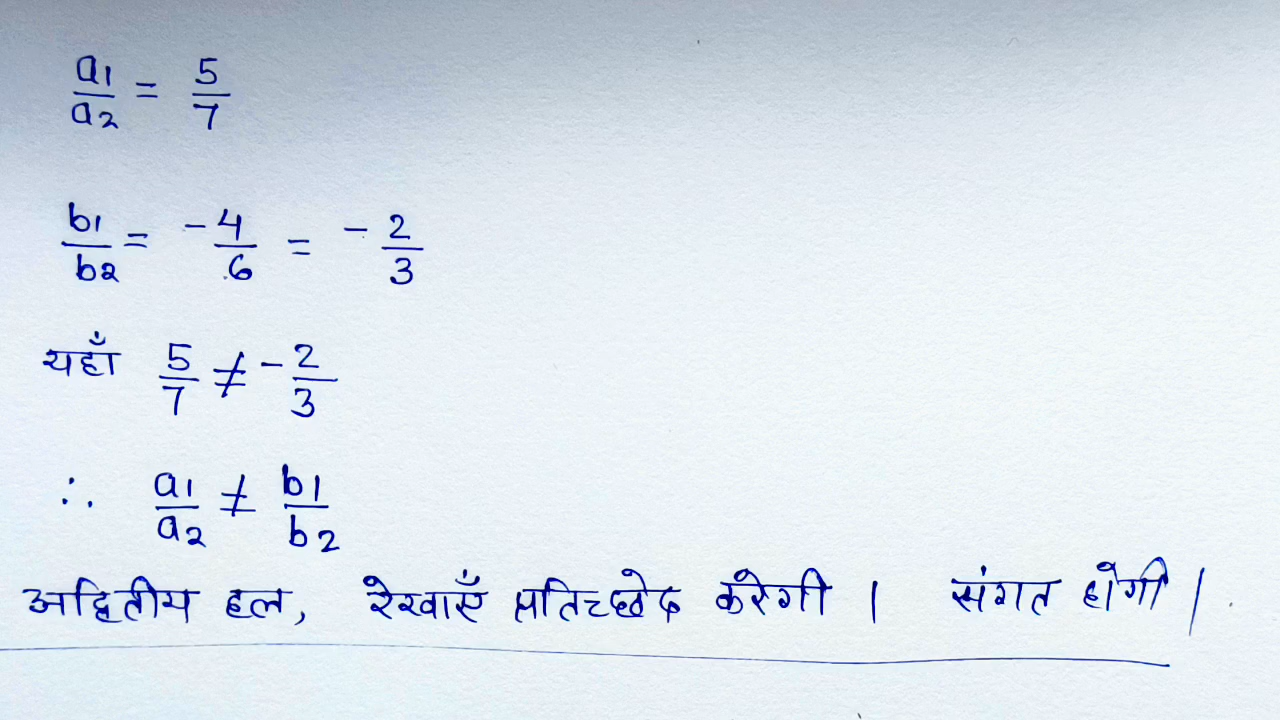 a1/a2 = 5/7
b1/b2 = -4/6 = -2/3
यहाँ 5/7 ≠ -2/3
∴ a1/a2 ≠ b1/b2
अद्वितीय हल, रेखाएँ प्रतिच्छेद करेगी । संगत होगी |